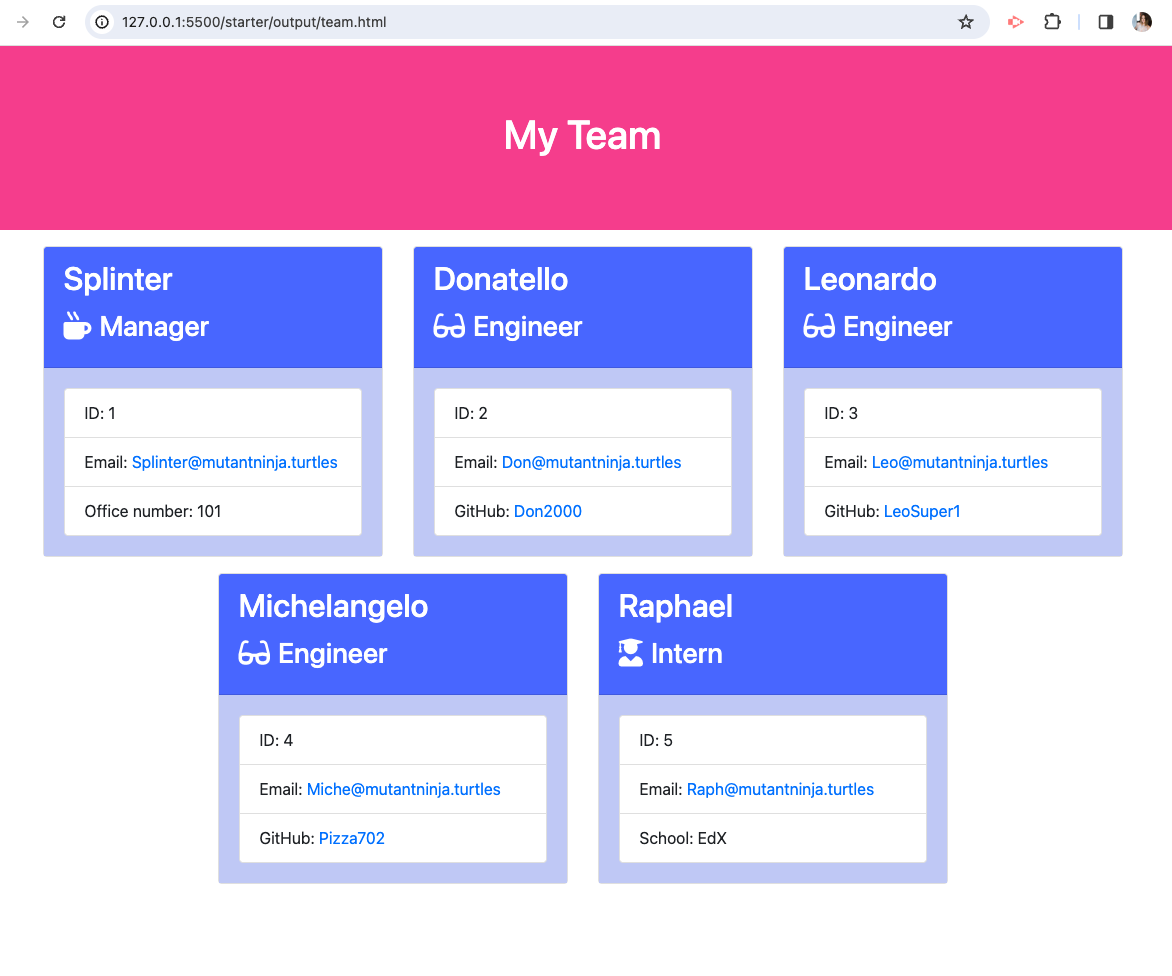 127.0.0.1:5500/starter/output/team.html
My Team
Splinter
Manager
ID: 1
Email: Splinter@mutantninja.turtles
Office number: 101
Donatello
Engineer
ID: 2
Email: Don@mutantninja.turtles
GitHub: Don2000
Leonardo
Engineer
ID: 3
Email: Leo@mutantninja.turtles
GitHub: LeoSuper1
Michelangelo
Engineer
ID: 4
Email: Miche@mutantninja.turtles
GitHub: Pizza702
Raphael
Intern
ID: 5
Email: Raph@mutantninja.turtles
School: EdX